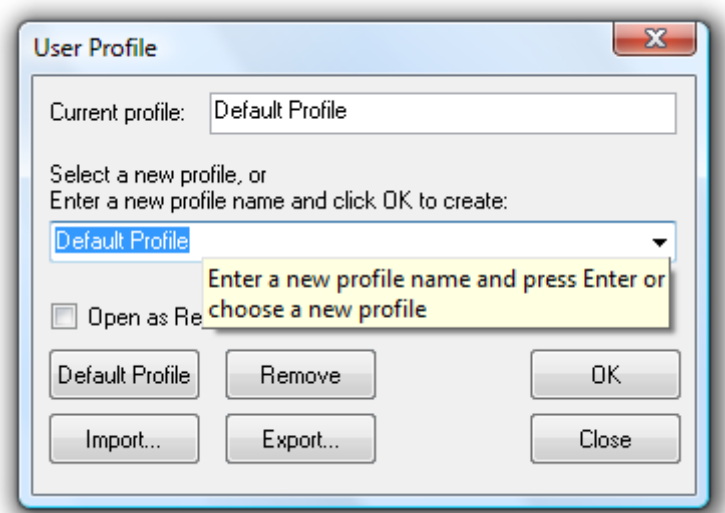 User Profile
Current profile:
Default Profile
Select a new profile, or
Enter a new profile name and click OK to create:
Default Profile
Enter a new profile name and press Enter or
choose a new profile
Open as Re
Default Profile
Remove
OK
Import...
Export...
Close